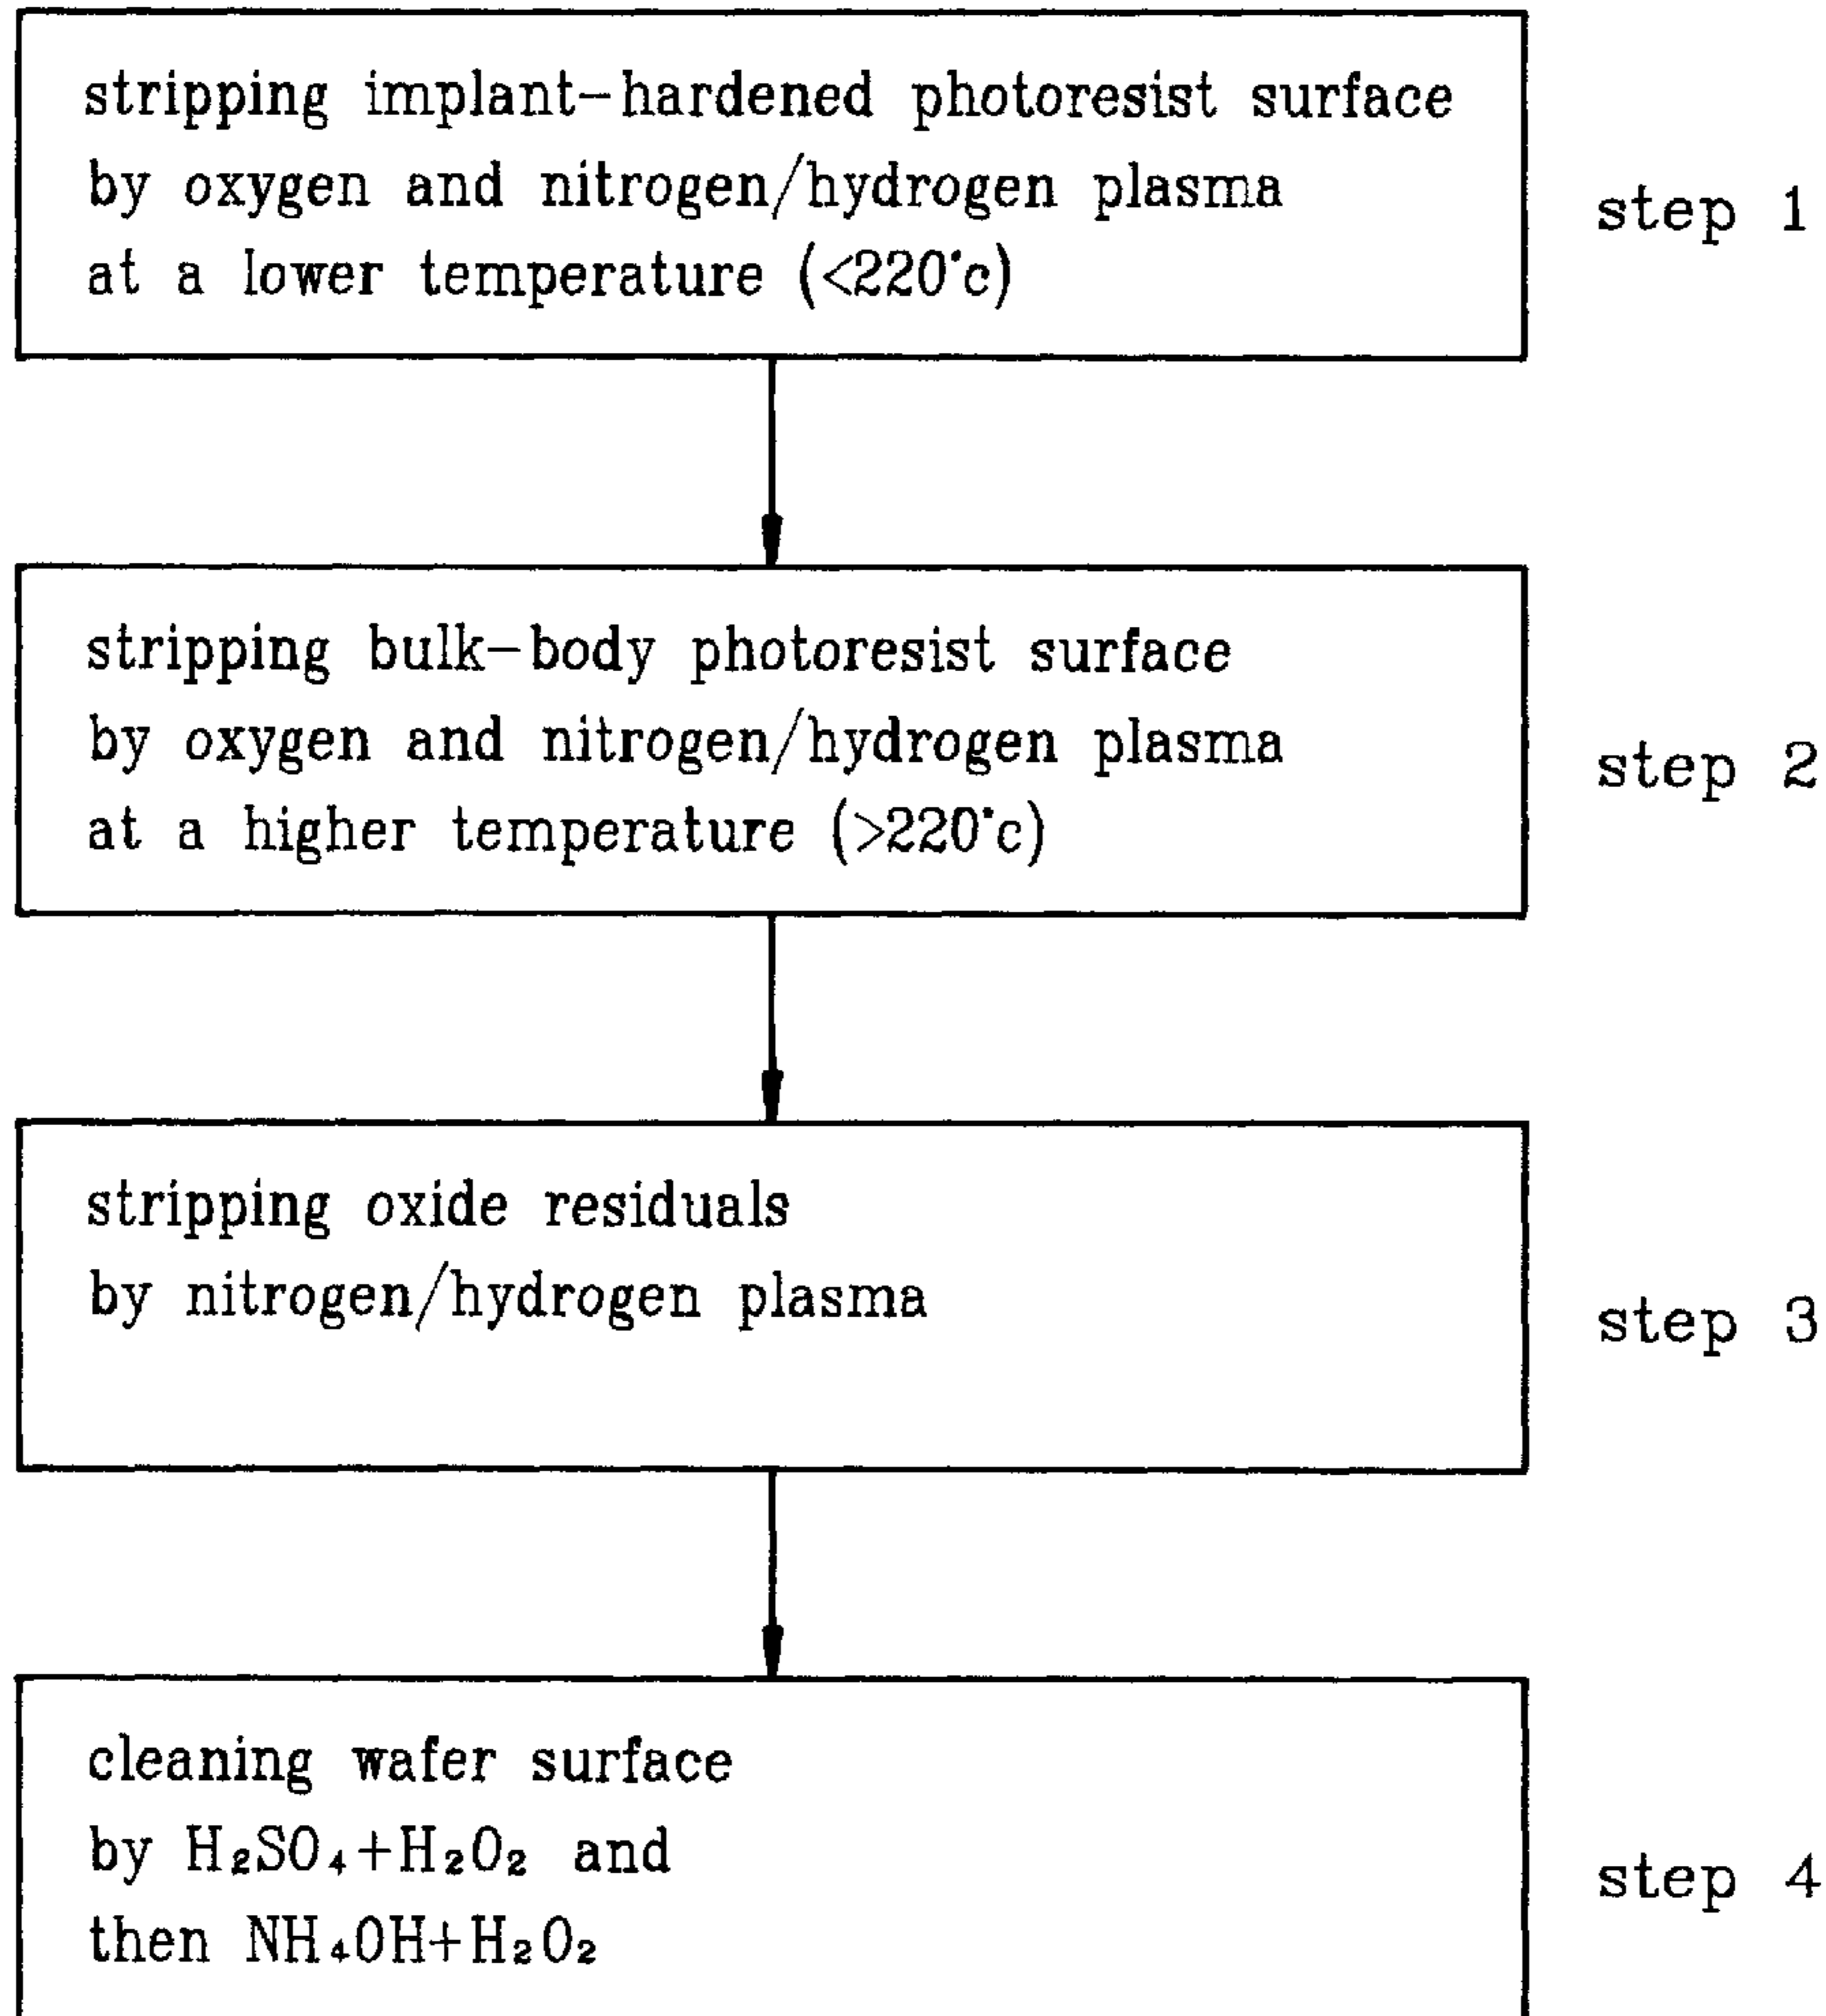 stripping implant-hardened photoresist surface
by oxygen and nitrogen/hydrogen plasma
at a lower temperature (<220°c)
step 1
stripping bulk-body photoresist surface
by oxygen and nitrogen/hydrogen plasma
at a higher temperature (>220°c)
step 2
stripping oxide residuals
by nitrogen/hydrogen plasma
step 3
cleaning wafer surface
by H₂SO₄+H₂O₂ and
then NH₄OH+H₂O₂
step 4